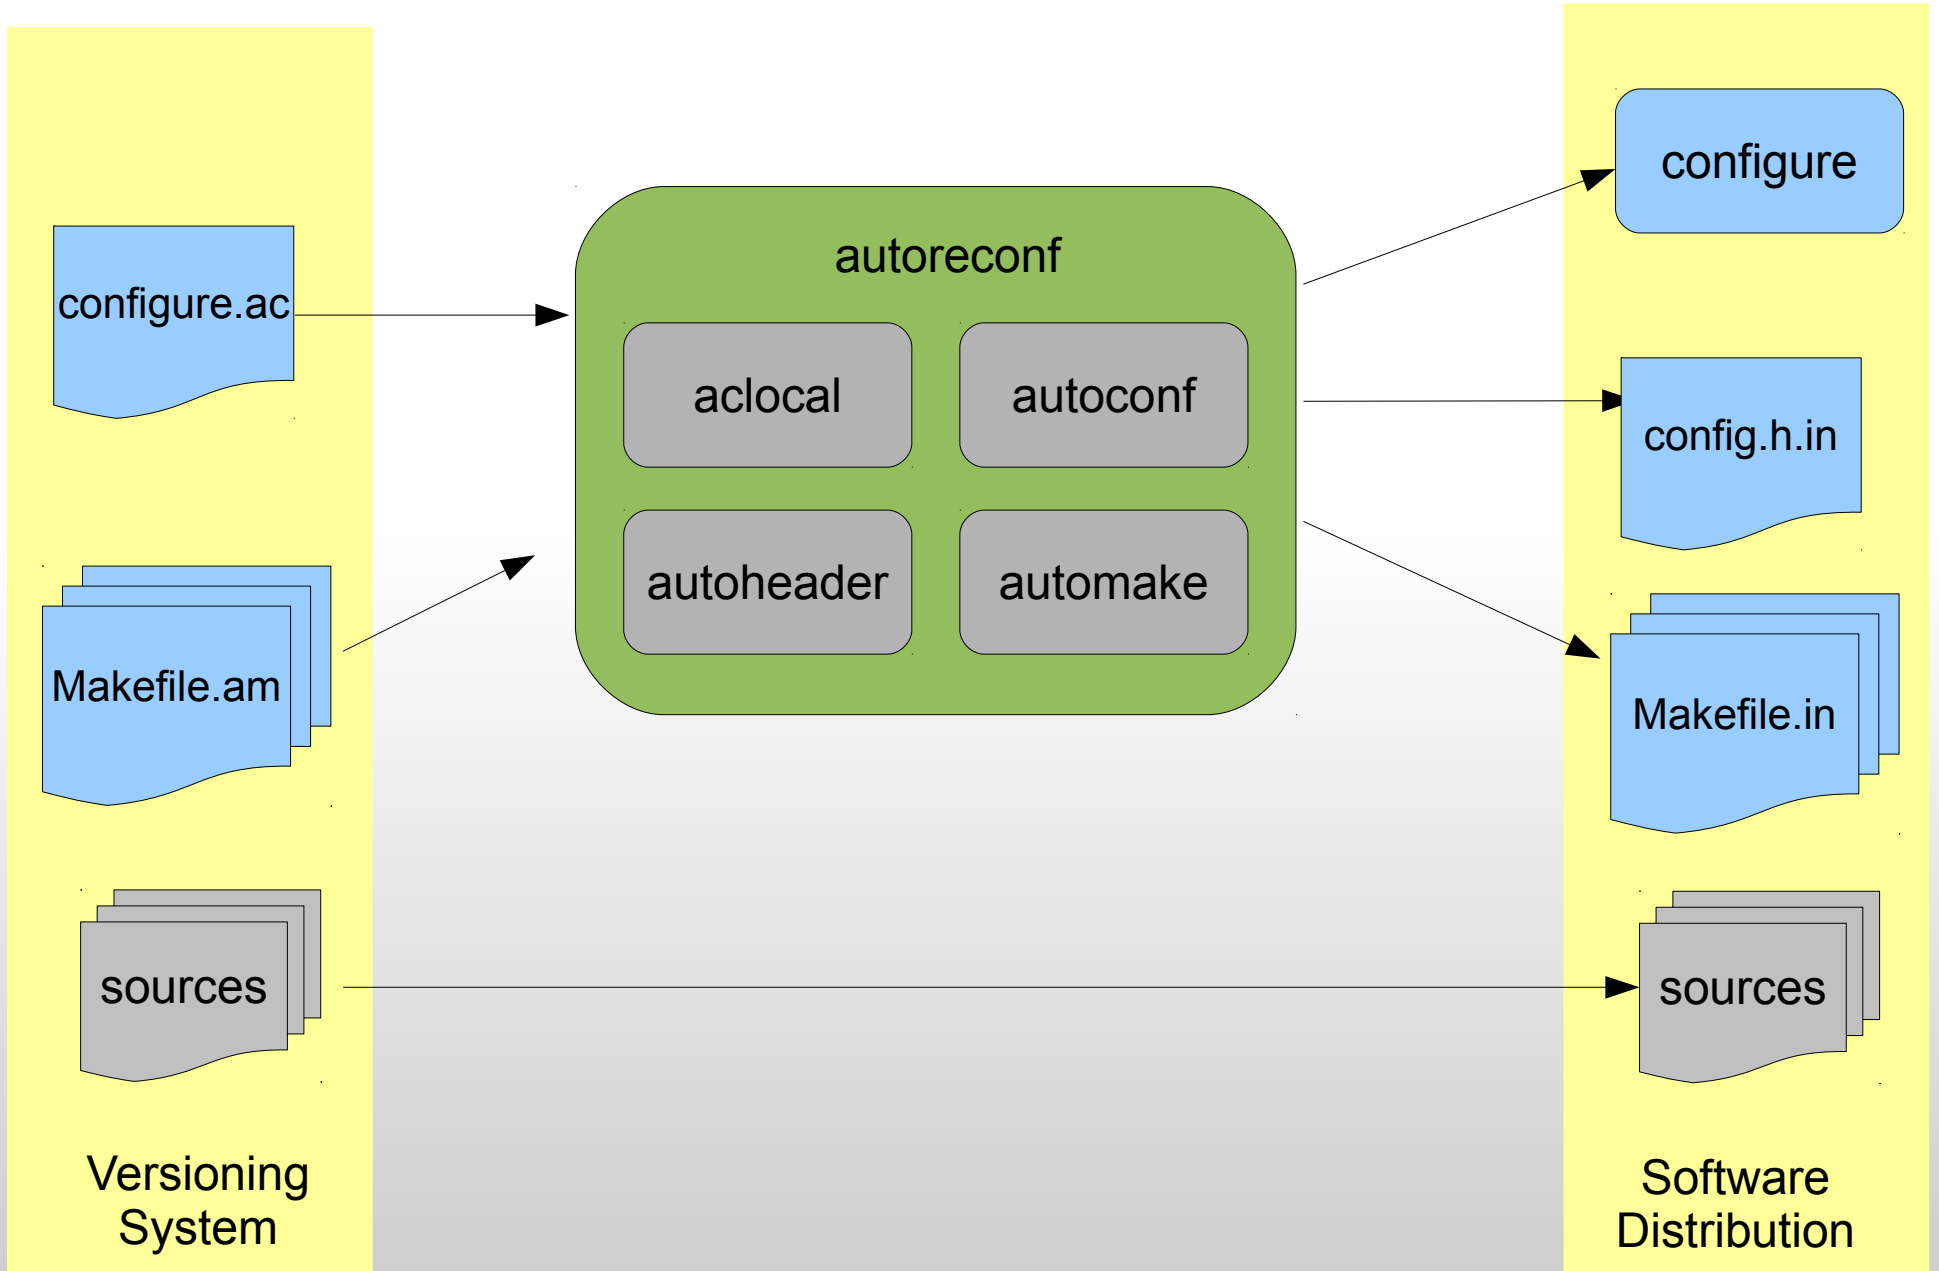 configure.ac
Makefile.am
sources
Versioning
System
autoreconf
aclocal
autoconf
autoheader
automake
configure
config.h.in
Makefile.in
sources
Software
Distribution